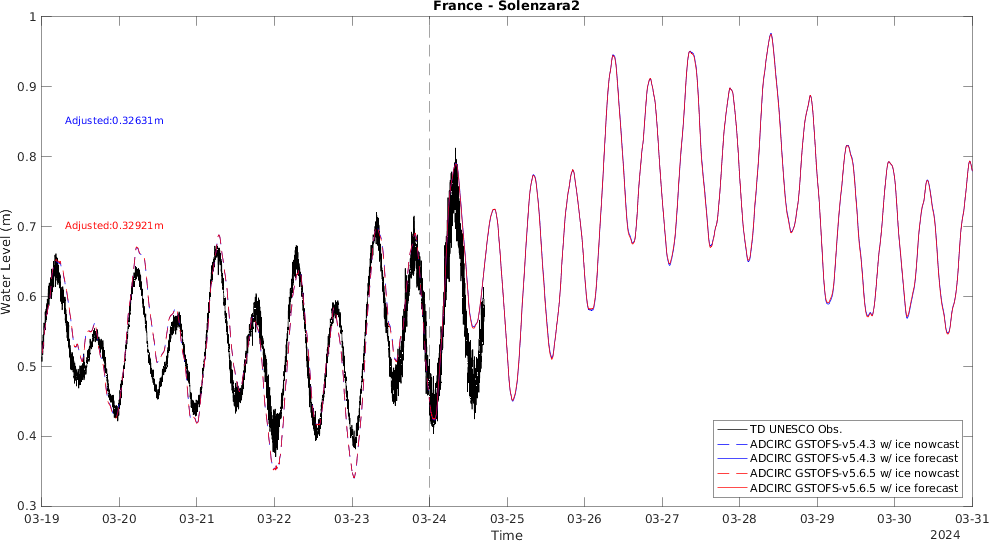 France - Solenzara2
1
0.9
0.8
0.7
0.6
0.5
0.4
0.3
Water Level (m)
Adjusted:0.32631m
Adjusted:0.32921m
TD UNESCO Obs.
ADCIRC GSTOFS-v5.4.3 w/ ice nowcast
ADCIRC GSTOFS-v5.4.3 w/ ice forecast
ADCIRC GSTOFS-v5.6.5 w/ ice nowcast
ADCIRC GSTOFS-v5.6.5 w/ ice forecast
03-19 03-20 03-21 03-22 03-23 03-24 03-25 03-26 03-27 03-28 03-29 03-30 03-31
Time
2024